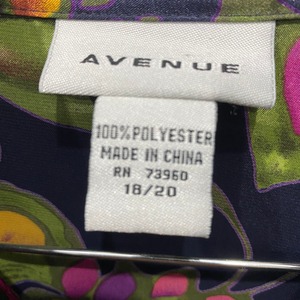 AVENUE
100% POLYESTER
MADE IN CHINA
RN 73960
18/20